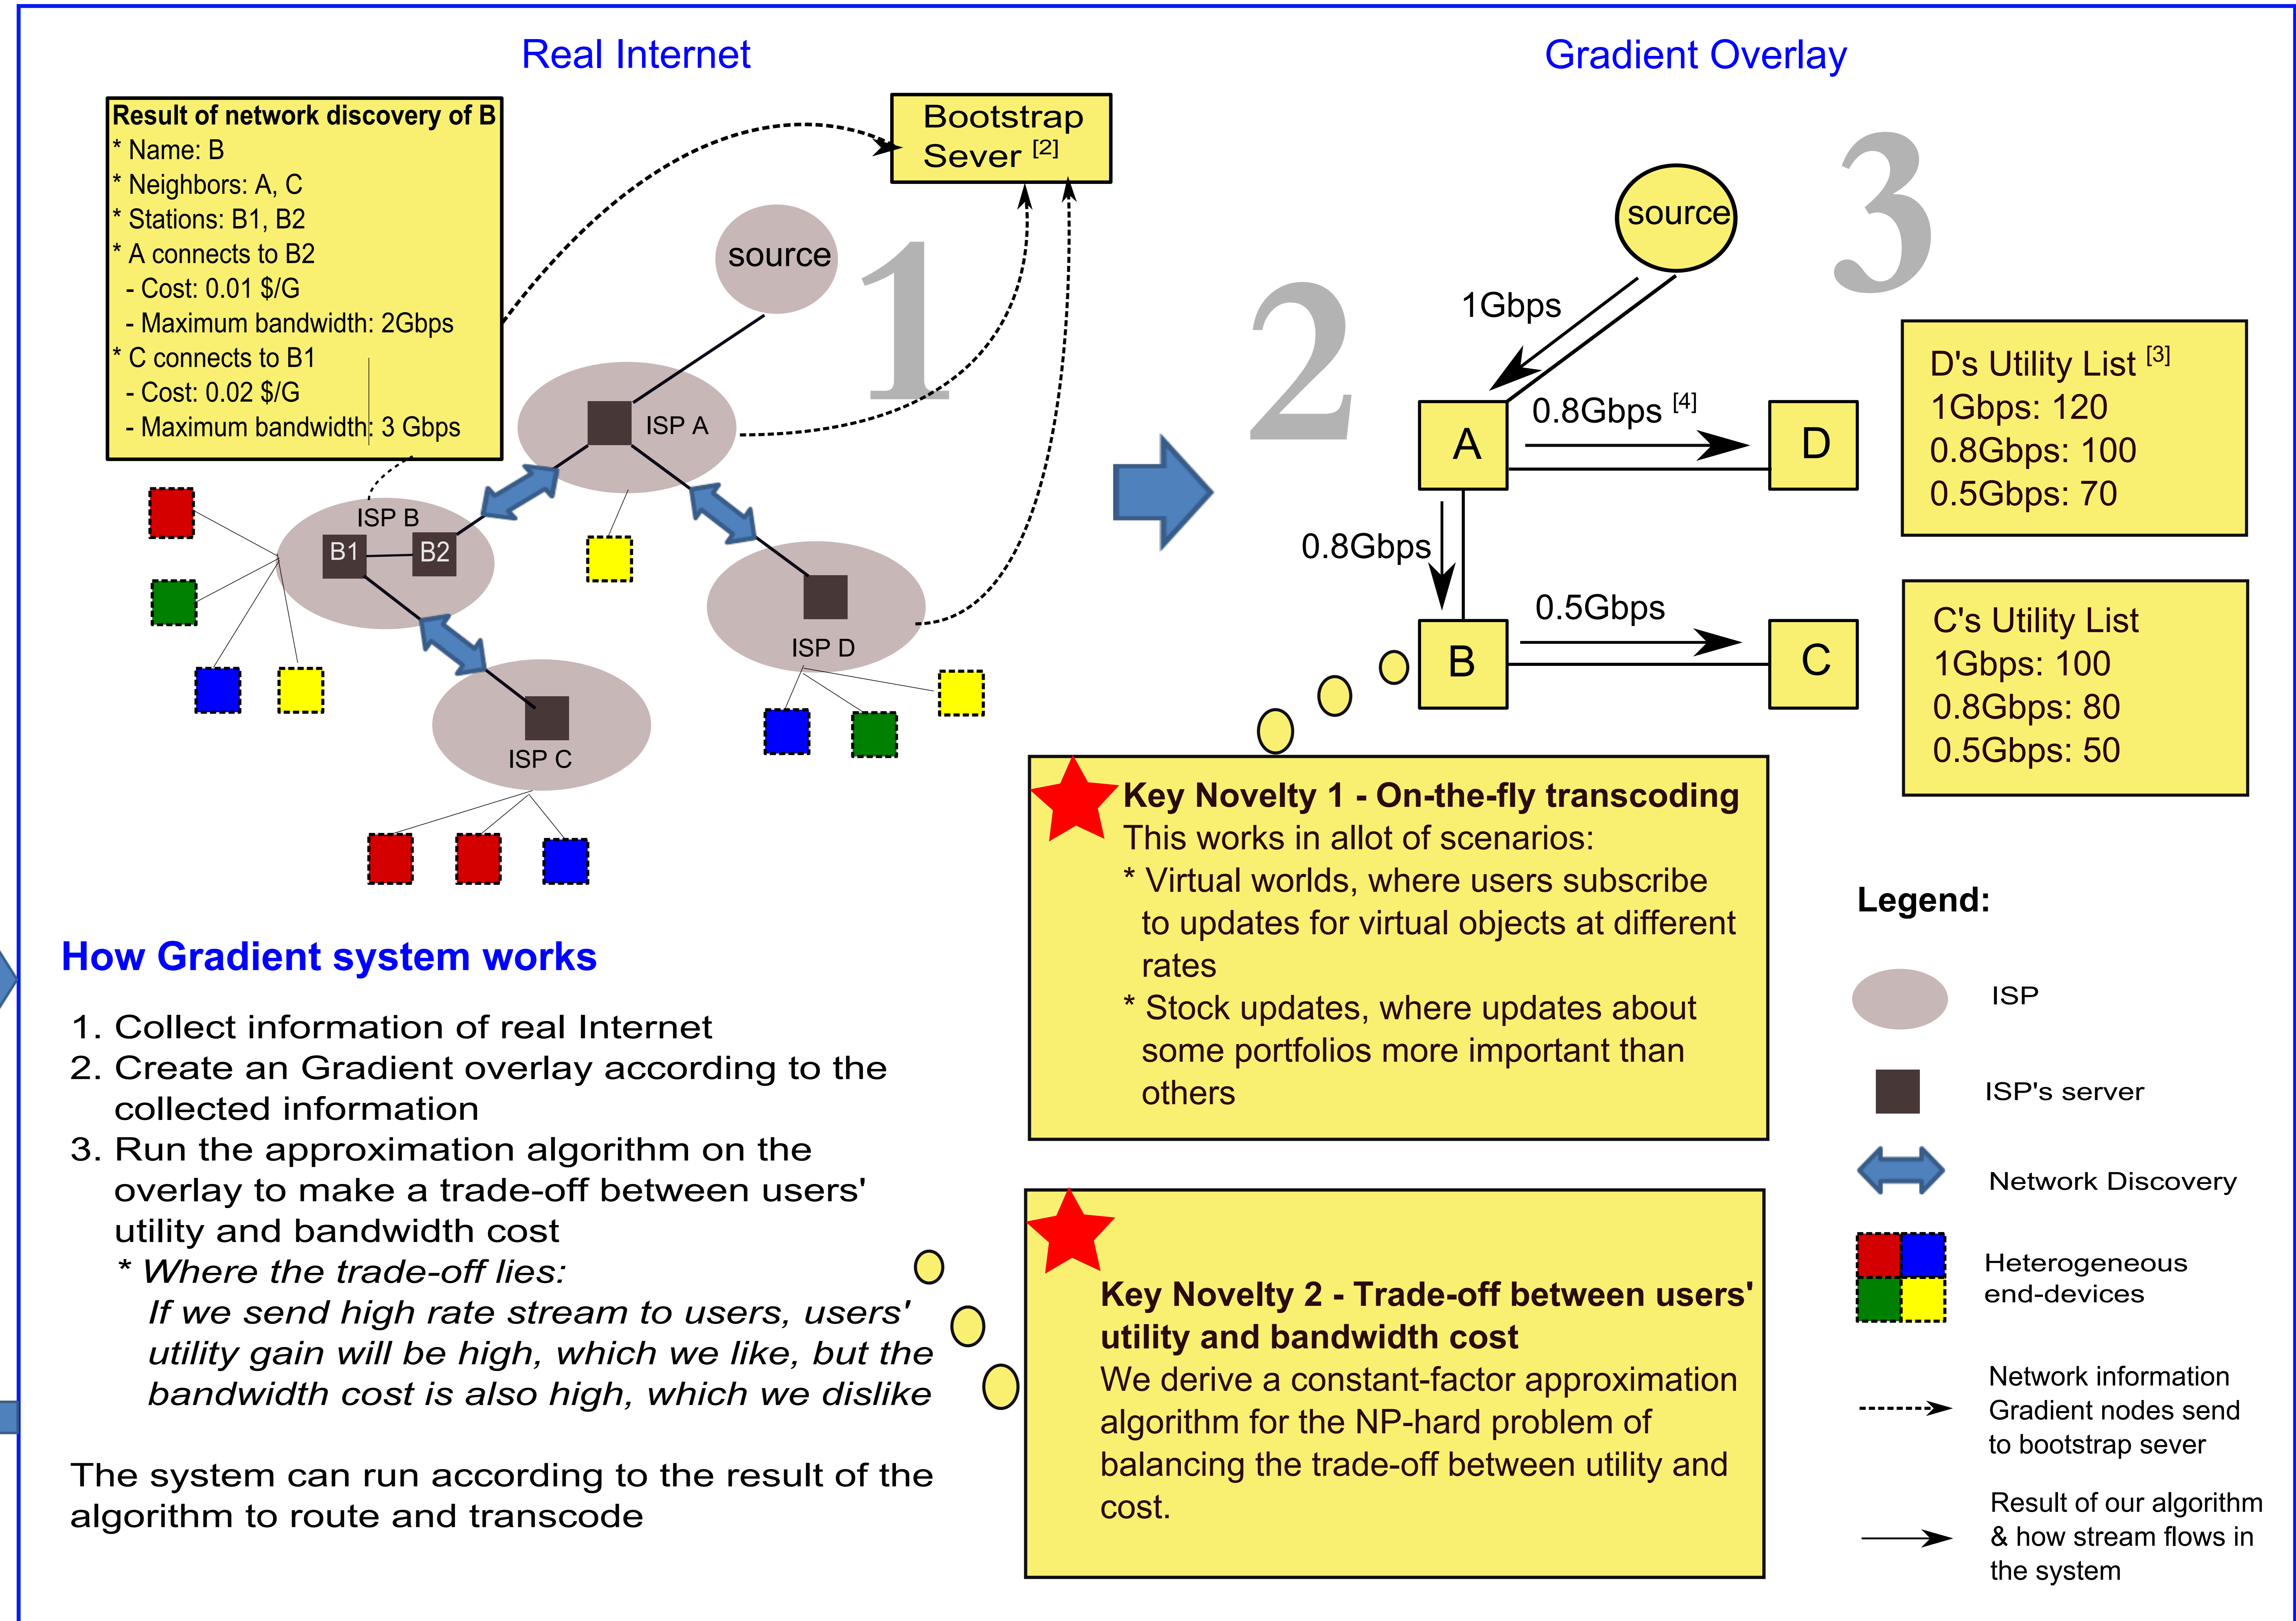 Real Internet
Gradient Overlay
Result of network discovery of B
* Name: B
* Neighbors: A, C
* Stations: B1, B2
* A connects to B2
- Cost: 0.01 $/G
- Maximum bandwidth: 2Gbps
* C connects to B1
- Cost: 0.02 $/G
- Maximum bandwidth: 3 Gbps
Bootstrap
Sever [2]
source
1
ISP A
ISP B
B1
B2
ISP D
ISP C
2
3
source
1Gbps
0.8Gbps [4]
A
D
0.8Gbps
0.5Gbps
B
C
D's Utility List [3]
1Gbps: 120
0.8Gbps: 100
0.5Gbps: 70
C's Utility List
1Gbps: 100
0.8Gbps: 80
0.5Gbps: 50
Key Novelty 1 - On-the-fly transcoding
This works in allot of scenarios:
* Virtual worlds, where users subscribe
to updates for virtual objects at different
rates
* Stock updates, where updates about
some portfolios more important than
others
How Gradient system works
1. Collect information of real Internet
2. Create an Gradient overlay according to the
collected information
3. Run the approximation algorithm on the
overlay to make a trade-off between users'
utility and bandwidth cost
* Where the trade-off lies:
If we send high rate stream to users, users'
utility gain will be high, which we like, but the
bandwidth cost is also high, which we dislike
The system can run according to the result of the
algorithm to route and transcode
Key Novelty 2 - Trade-off between users'
utility and bandwidth cost
We derive a constant-factor approximation
algorithm for the NP-hard problem of
balancing the trade-off between utility and
cost.
Legend:
ISP
ISP's server
Network Discovery
Heterogeneous
end-devices
Network information
Gradient nodes send
to bootstrap sever
Result of our algorithm
& how stream flows in
the system